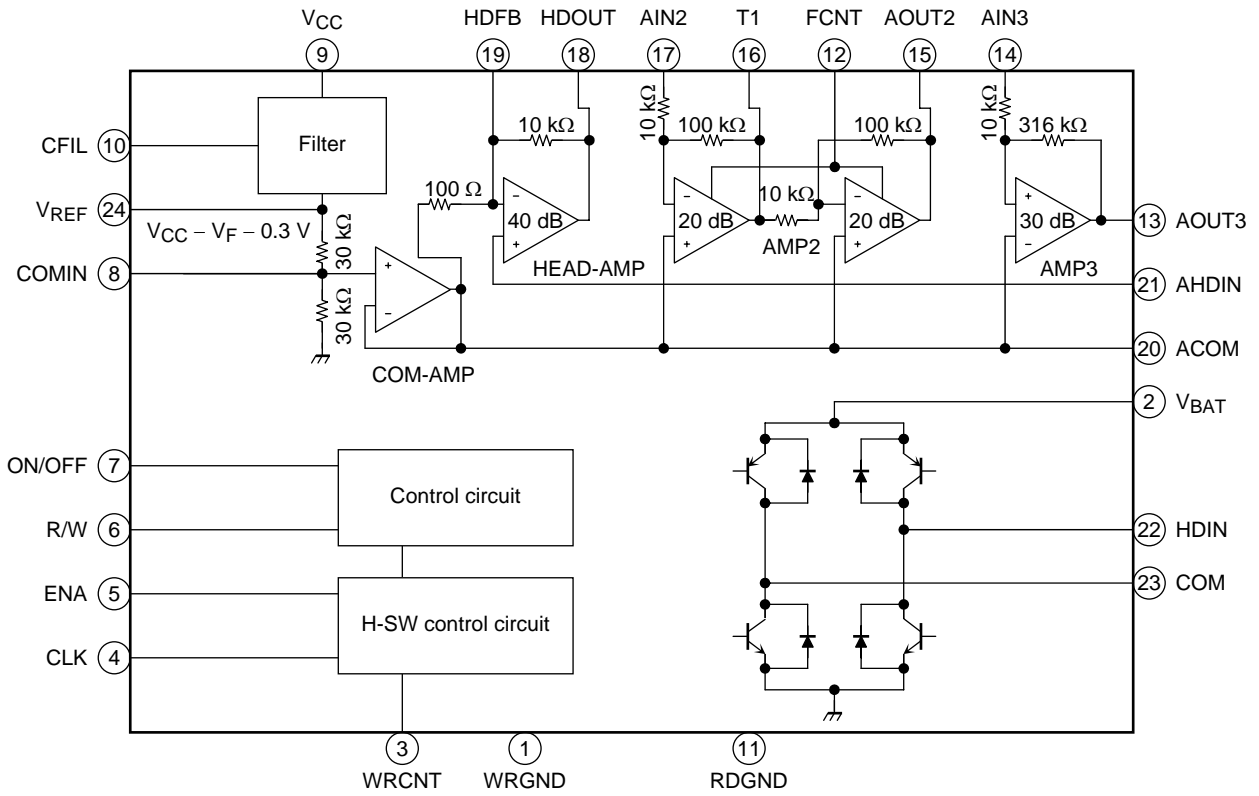 VCC HDFB HDOUT AIN2 T1 FCNT AOUT2 AIN3
9 19 18 17 16 12 15 14
10 kΩ 10 kΩ
10 kΩ 100 kΩ 100 kΩ 316 kΩ
CFIL 10 Filter
100 Ω
VREF 24 − − 10 kΩ − +
40 dB 20 dB 20 dB 30 dB 13 AOUT3
VCC − VF − 0.3 V + + AMP2 + −
30 kΩ HEAD-AMP AMP3
COMIN 8 + 21 AHDIN
30 kΩ −
20 ACOM
COM-AMP
2 VBAT
ON/OFF 7
Control circuit
R/W 6 22 HDIN
23 COM
ENA 5
H-SW control circuit
CLK 4
3 1 11
WRCNT WRGND RDGND